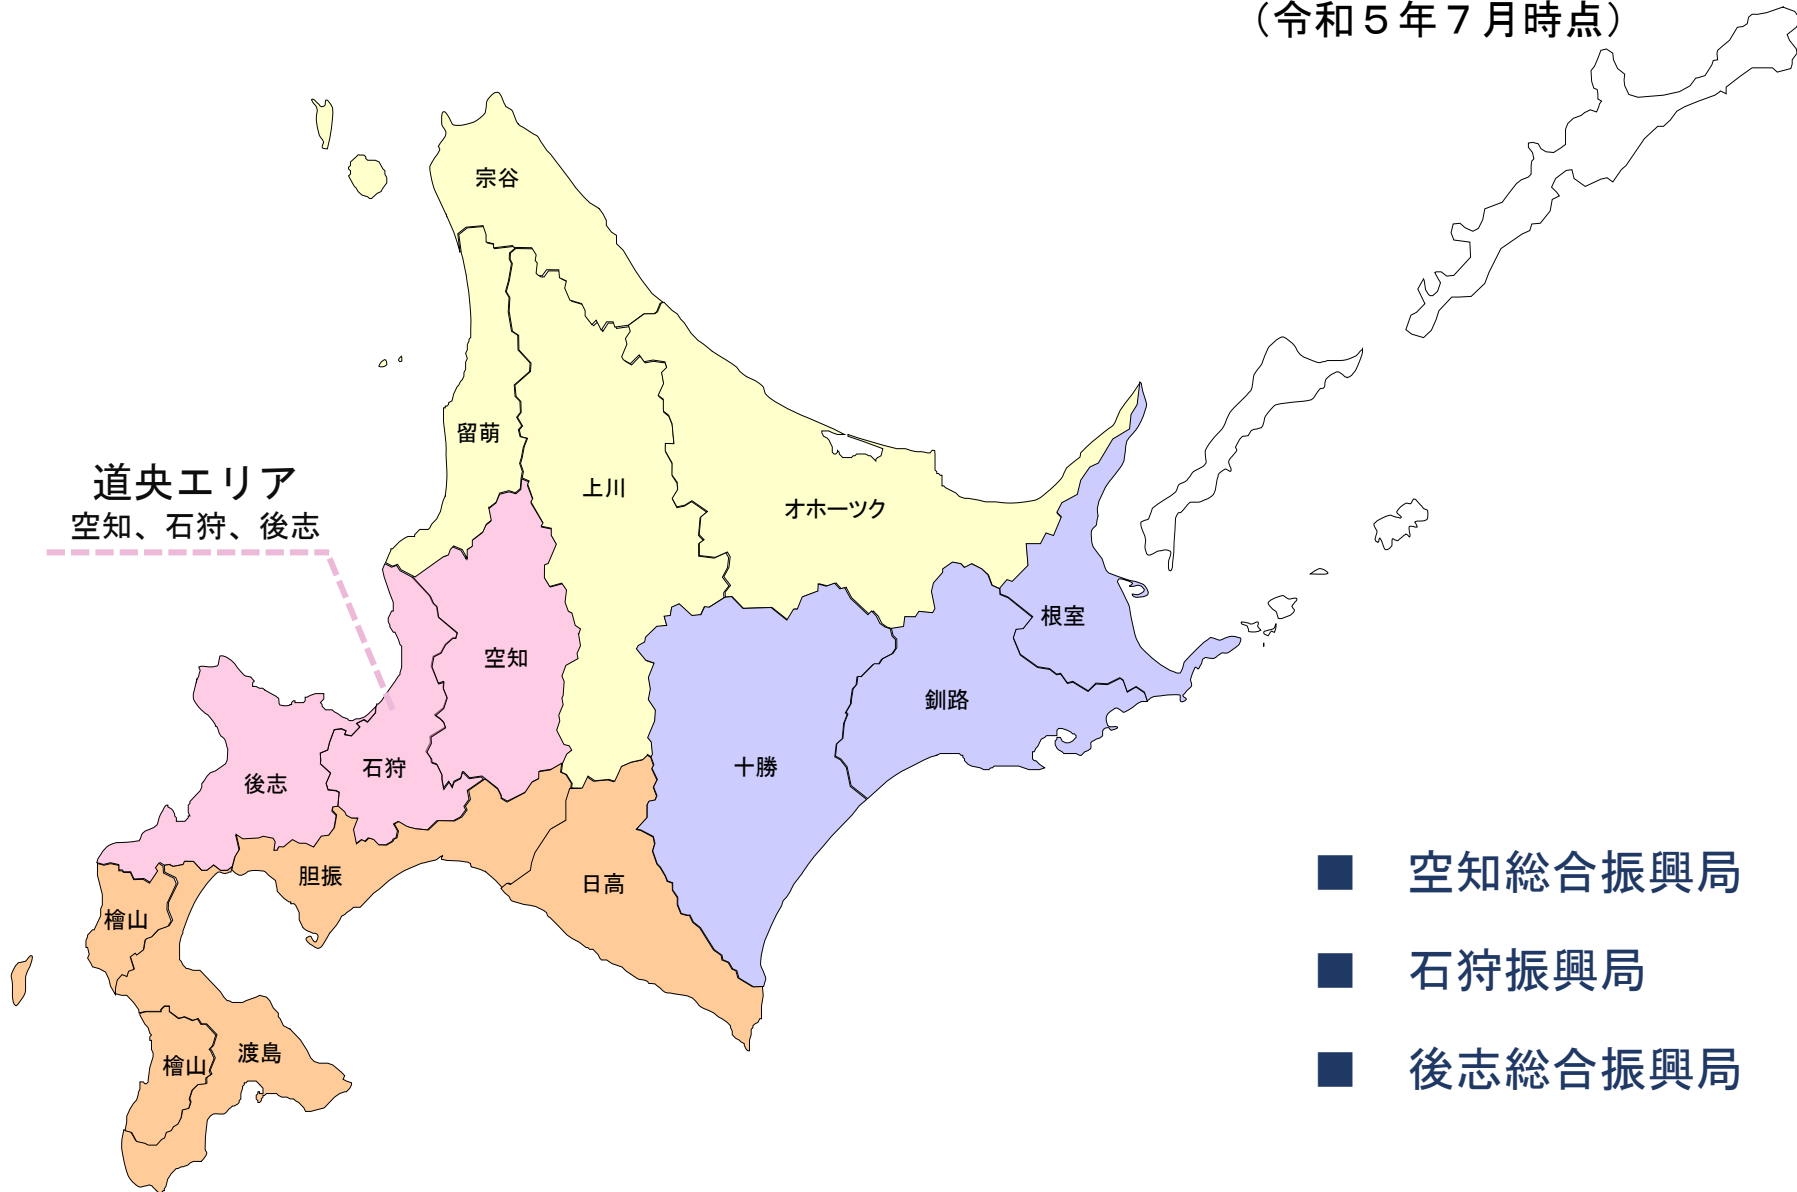 （令和５年７月時点）
宗谷
留萌
上川
オホーツク
道央エリア
空知、石狩、後志
根室
空知
釧路
石狩
十勝
後志
胆振
日高
檜山
檜山
渡島
■ 空知総合振興局
■ 石狩振興局
■ 後志総合振興局